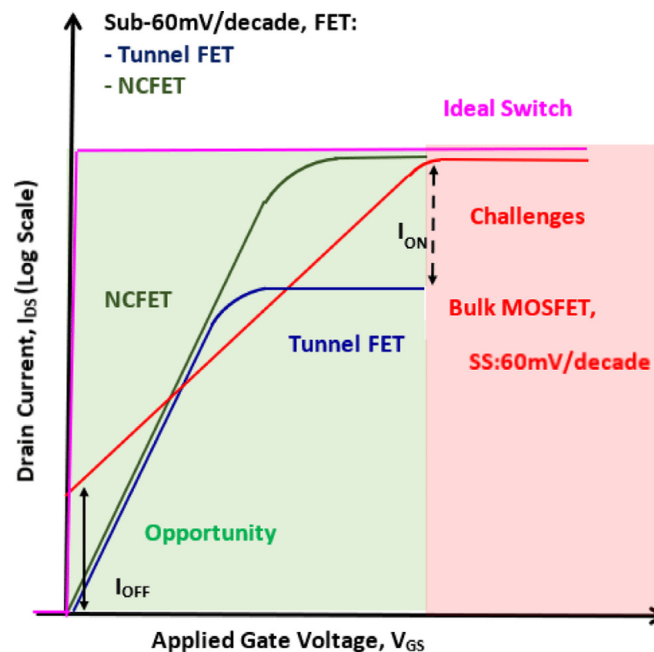 Sub-60mV/decade, FET:
- Tunnel FET
- NCFET
Ideal Switch
Challenges
I_ON
NCFET
Bulk MOSFET,
Tunnel FET
SS:60mV/decade
Opportunity
I_OFF
Drain Current, I_DS (Log Scale)
Applied Gate Voltage, V_GS